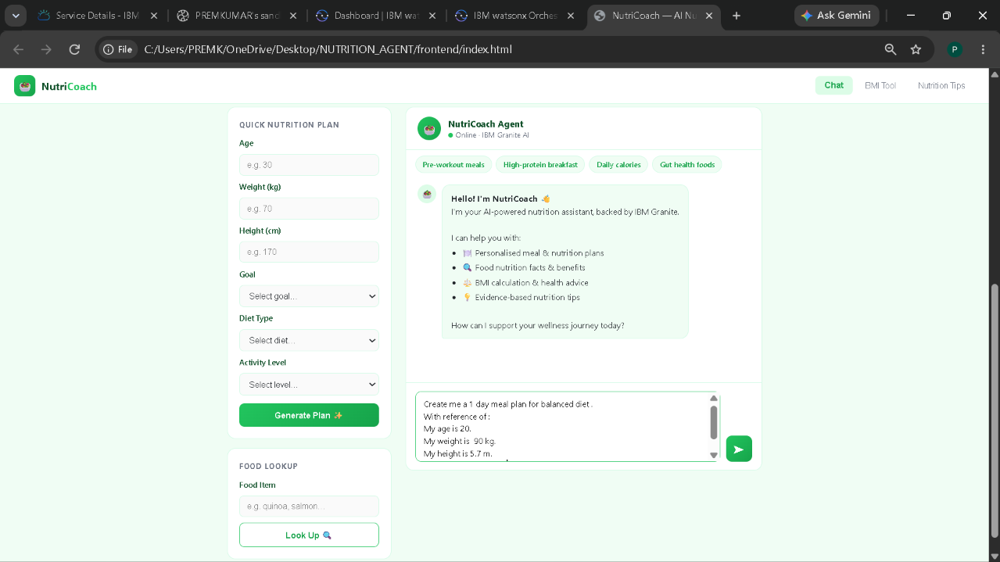 Service Details - IBM
PREMKUMAR's san
Dashboard | IBM wat
IBM watsonx Orches
NutriCoach — AI Nu
Ask Gemini
File
C:/Users/PREMK/OneDrive/Desktop/NUTRITION_AGENT/frontend/index.html
P
NutriCoach
Chat
BMI Tool
Nutrition Tips
QUICK NUTRITION PLAN
Age
e.g. 30
Weight (kg)
e.g. 70
Height (cm)
e.g. 170
Goal
Select goal...
Diet Type
Select diet...
Activity Level
Select level...
Generate Plan ✨
FOOD LOOKUP
Food Item
e.g. quinoa, salmon...
Look Up 🔍
NutriCoach Agent
Online · IBM Granite AI
Pre-workout meals
High-protein breakfast
Daily calories
Gut health foods
Hello! I'm NutriCoach 👋
I'm your AI-powered nutrition assistant, backed by IBM Granite.
I can help you with:
• 🍽️ Personalised meal & nutrition plans
• 🔍 Food nutrition facts & benefits
• ⚖️ BMI calculation & health advice
• 💡 Evidence-based nutrition tips
How can I support your wellness journey today?
Create me a 1 day meal plan for balanced diet .
With reference of :
My age is 20.
My weight is  90 kg.
My height is 5.7 m.